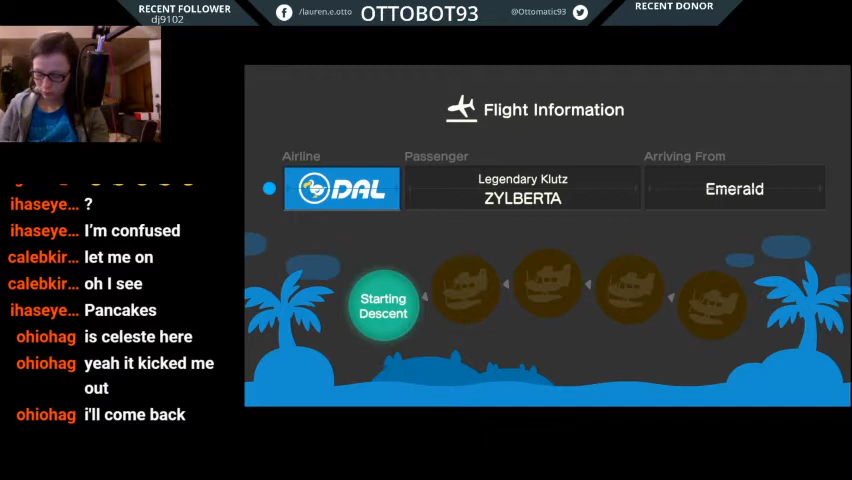 RECENT FOLLOWER
dj9102
/lauren.e.otto
OTTOBOT93
@Ottomatic93
RECENT DONOR
Flight Information
Airline
Passenger
Arriving From
DAL
Legendary Klutz
ZYLBERTA
Emerald
Starting
Descent
ihaseye... ?
ihaseye... I'm confused
calebkir... let me on
calebkir... oh I see
ihaseye... Pancakes
ohiohag is celeste here
ohiohag yeah it kicked me
out
ohiohag i'll come back